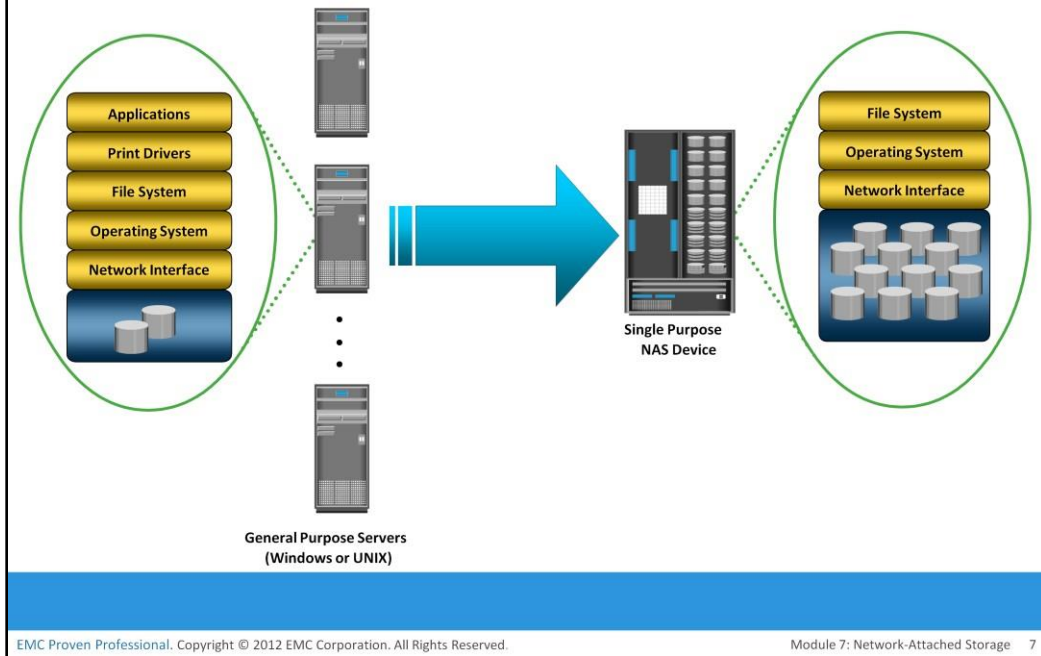 Applications
Print Drivers
File System
Operating System
Network Interface
General Purpose Servers
(Windows or UNIX)
Single Purpose
NAS Device
File System
Operating System
Network Interface
EMC Proven Professional. Copyright © 2012 EMC Corporation. All Rights Reserved.
Module 7: Network-Attached Storage 7